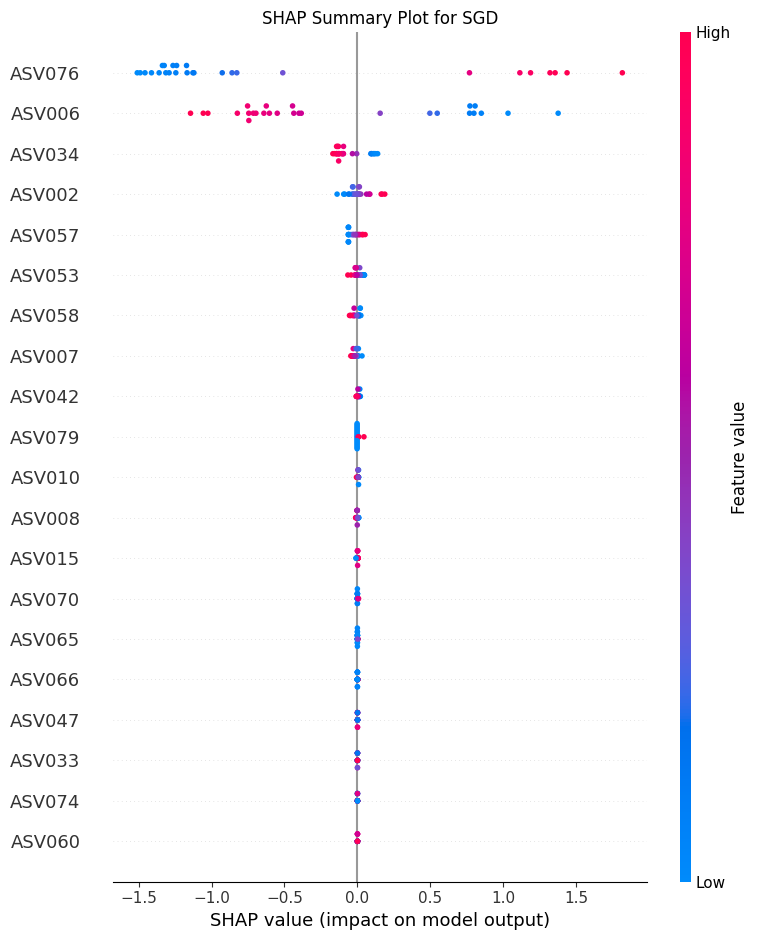 SHAP Summary Plot for SGD
High
ASV076
ASV006
ASV034
ASV002
ASV057
ASV053
ASV058
ASV007
ASV042
ASV079
ASV010
ASV008
ASV015
ASV070
ASV065
ASV066
ASV047
ASV033
ASV074
ASV060
Feature value
Low
−1.5 −1.0 −0.5 0.0 0.5 1.0 1.5
SHAP value (impact on model output)